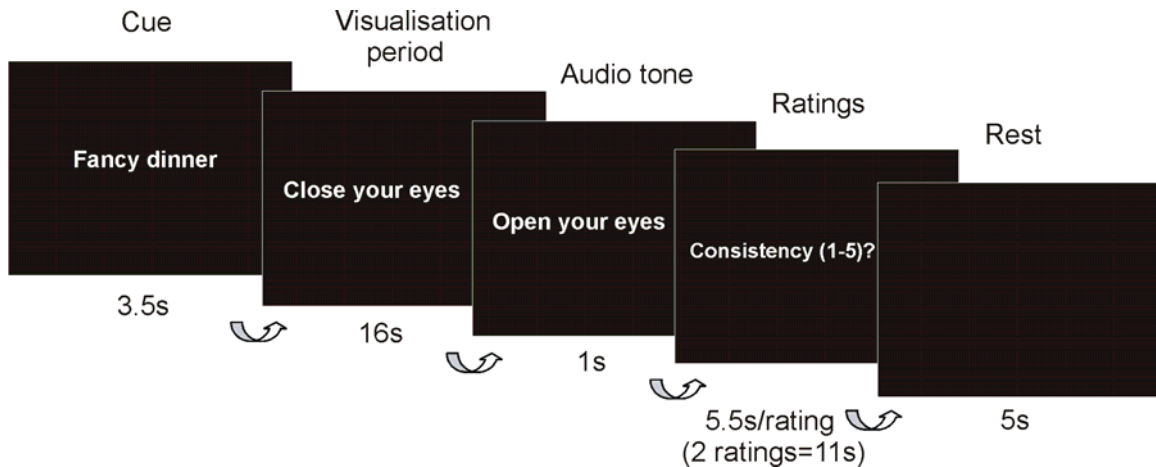 Cue
Visualisation
period
Audio tone
Ratings
Rest
Fancy dinner
Close your eyes
Open your eyes
Consistency (1-5)?
3.5s
16s
1s
5.5s/rating
(2 ratings=11s)
5s